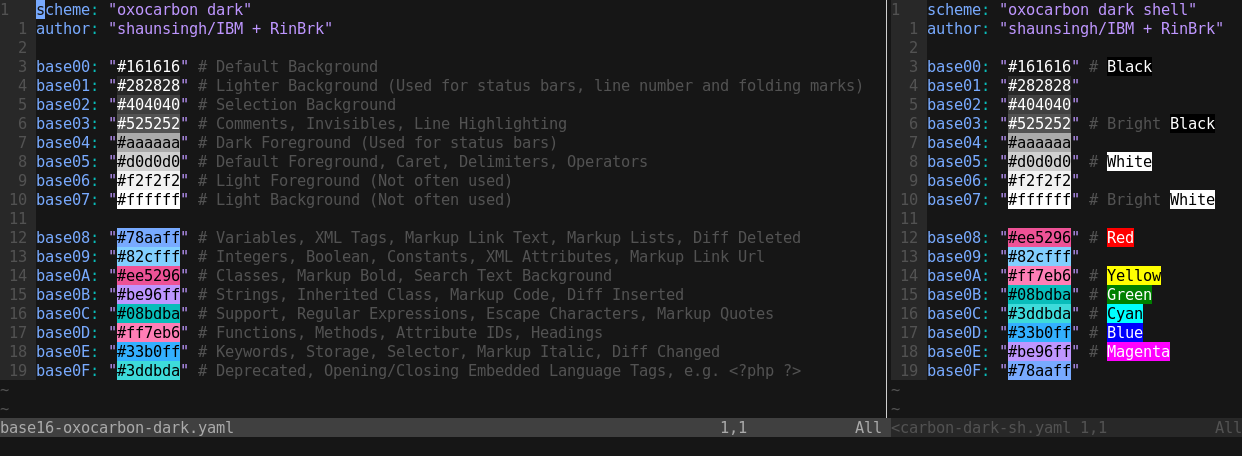 1   scheme: "oxocarbon dark"
  1 author: "shaunsingh/IBM + RinBrk"
  2
  3 base00: "#161616" # Default Background
  4 base01: "#282828" # Lighter Background (Used for status bars, line number and folding marks)
  5 base02: "#404040" # Selection Background
  6 base03: "#525252" # Comments, Invisibles, Line Highlighting
  7 base04: "#aaaaaa" # Dark Foreground (Used for status bars)
  8 base05: "#d0d0d0" # Default Foreground, Caret, Delimiters, Operators
  9 base06: "#f2f2f2" # Light Foreground (Not often used)
 10 base07: "#ffffff" # Light Background (Not often used)
 11
 12 base08: "#78aaff" # Variables, XML Tags, Markup Link Text, Markup Lists, Diff Deleted
 13 base09: "#82cfff" # Integers, Boolean, Constants, XML Attributes, Markup Link Url
 14 base0A: "#ee5296" # Classes, Markup Bold, Search Text Background
 15 base0B: "#be96ff" # Strings, Inherited Class, Markup Code, Diff Inserted
 16 base0C: "#08bdba" # Support, Regular Expressions, Escape Characters, Markup Quotes
 17 base0D: "#ff7eb6" # Functions, Methods, Attribute IDs, Headings
 18 base0E: "#33b0ff" # Keywords, Storage, Selector, Markup Italic, Diff Changed
 19 base0F: "#3ddbda" # Deprecated, Opening/Closing Embedded Language Tags, e.g. <?php ?>
~
~
base16-oxocarbon-dark.yaml 1,1 All
1   scheme: "oxocarbon dark shell"
  1 author: "shaunsingh/IBM + RinBrk"
  2
  3 base00: "#161616" # Black
  4 base01: "#282828"
  5 base02: "#404040"
  6 base03: "#525252" # Bright Black
  7 base04: "#aaaaaa"
  8 base05: "#d0d0d0" # White
  9 base06: "#f2f2f2"
 10 base07: "#ffffff" # Bright White
 11
 12 base08: "#ee5296" # Red
 13 base09: "#82cfff"
 14 base0A: "#ff7eb6" # Yellow
 15 base0B: "#08bdba" # Green
 16 base0C: "#3ddbda" # Cyan
 17 base0D: "#33b0ff" # Blue
 18 base0E: "#be96ff" # Magenta
 19 base0F: "#78aaff"
~
~
<carbon-dark-sh.yaml 1,1 All